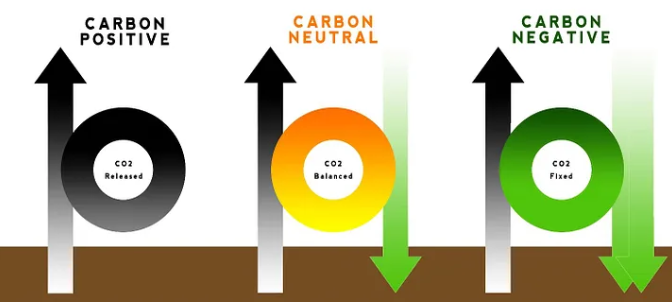 CARBON
POSITIVE
CO2
Released
CARBON
NEUTRAL
CO2
Balanced
CARBON
NEGATIVE
CO2
Fixed